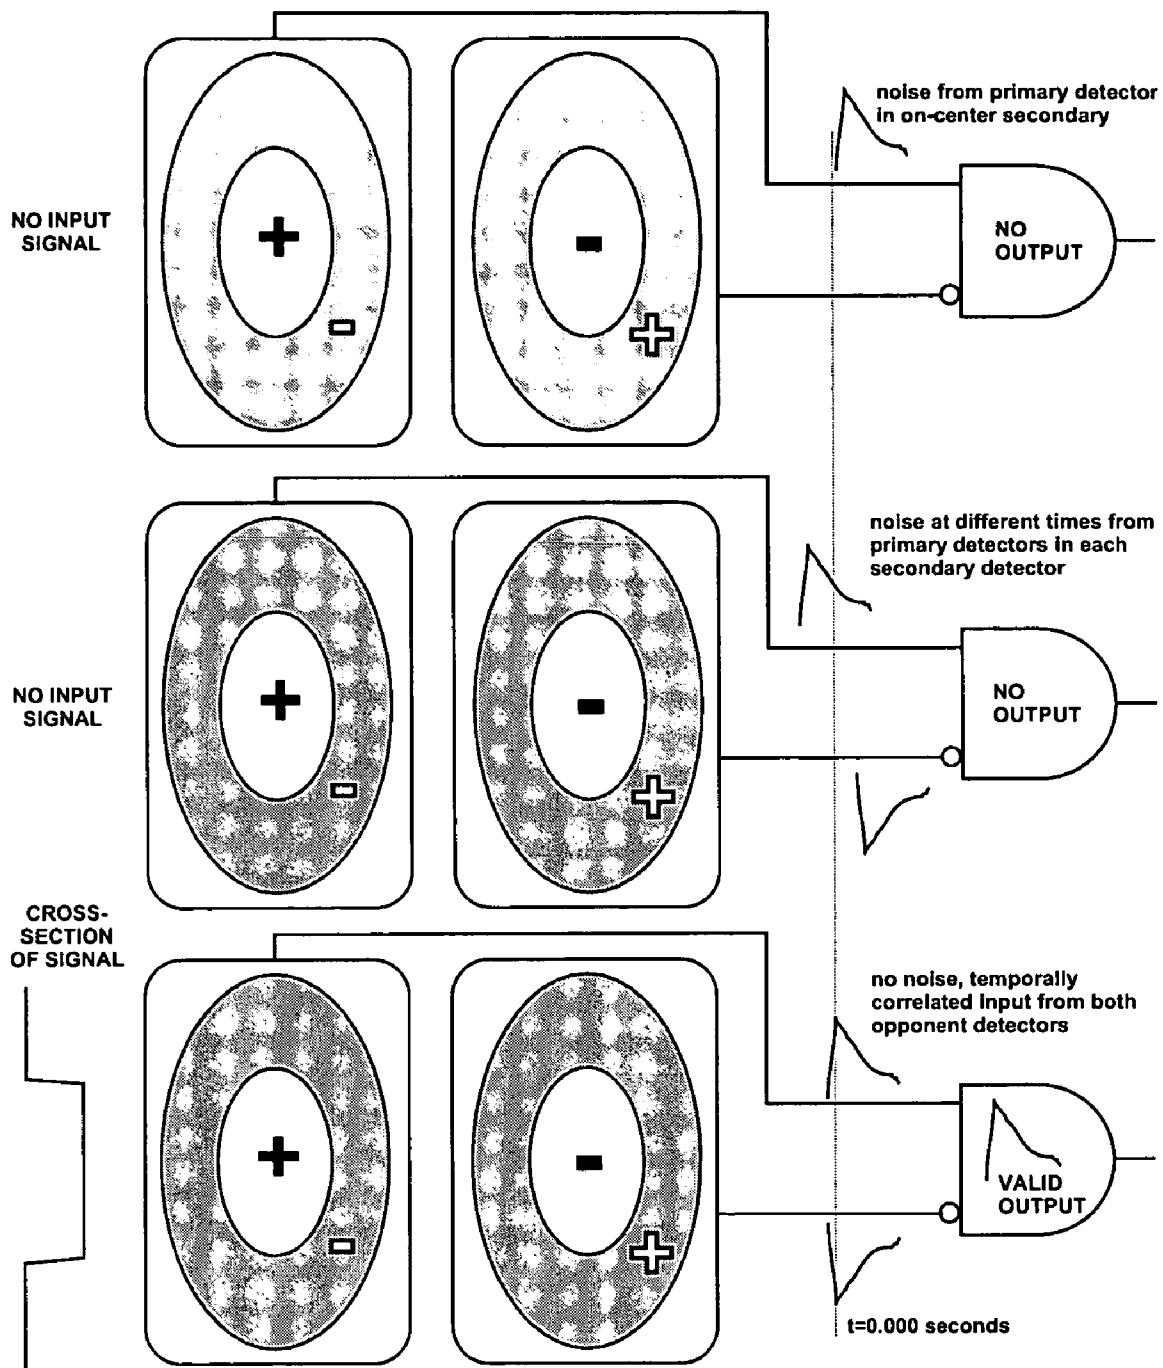 noise from primary detector
in on-center secondary
NO INPUT
SIGNAL
+
-
NO
OUTPUT
-
+
noise at different times from
primary detectors in each
secondary detector
NO INPUT
SIGNAL
+
-
NO
OUTPUT
-
+
CROSS-
SECTION
OF SIGNAL
no noise, temporally
correlated input from both
opponent detectors
+
-
VALID
OUTPUT
-
+
t=0.000 seconds